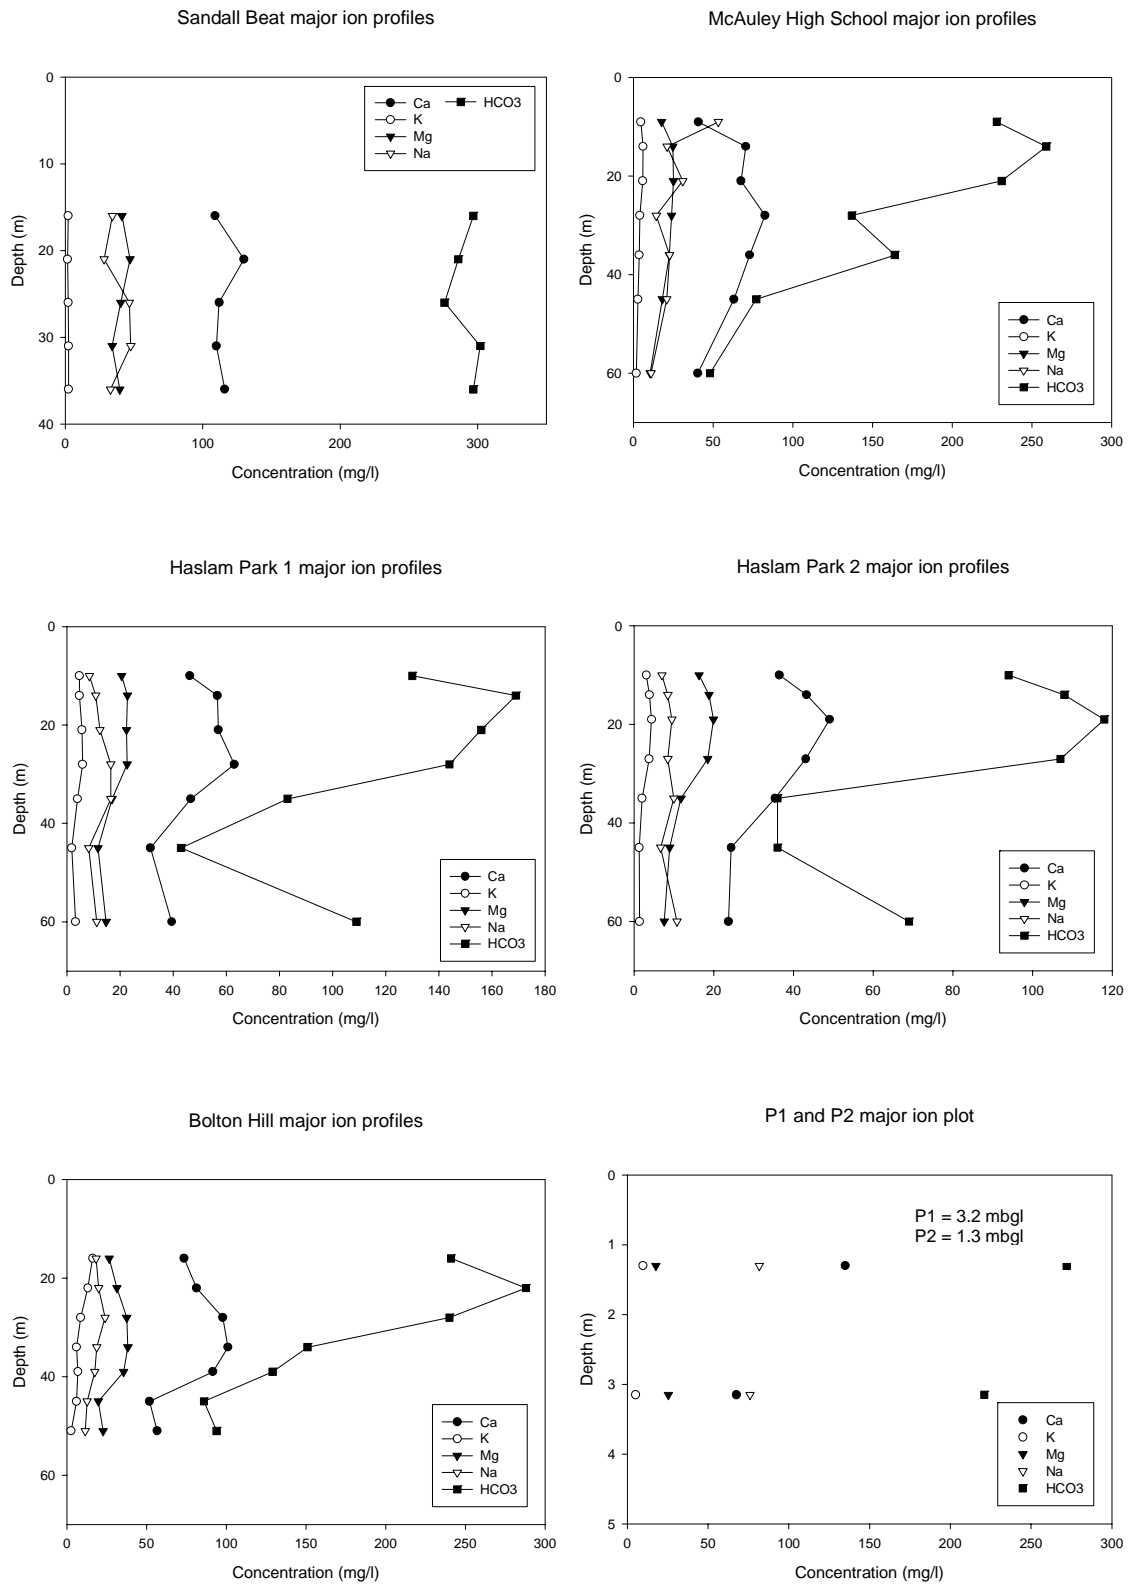 Sandall Beat major ion profiles
0
10
20
30
40
Depth (m)
Ca
K
Mg
Na
HCO3
0
100
200
300
Concentration (mg/l)
McAuley High School major ion profiles
0
20
40
60
Depth (m)
Ca
K
Mg
Na
HCO3
0
50
100
150
200
250
300
Concentration (mg/l)
Haslam Park 1 major ion profiles
0
20
40
60
Depth (m)
Ca
K
Mg
Na
HCO3
0
20
40
60
80
100
120
140
160
180
Concentration (mg/l)
Haslam Park 2 major ion profiles
0
20
40
60
Depth (m)
Ca
K
Mg
Na
HCO3
0
20
40
60
80
100
120
Concentration (mg/l)
Bolton Hill major ion profiles
0
20
40
60
Depth (m)
Ca
K
Mg
Na
HCO3
0
50
100
150
200
250
300
Concentration (mg/l)
P1 and P2 major ion plot
0
1
2
3
4
5
Depth (m)
P1 = 3.2 mbgl
P2 = 1.3 mbgl
Ca
K
Mg
Na
HCO3
0
50
100
150
200
250
300
Concentration (mg/l)